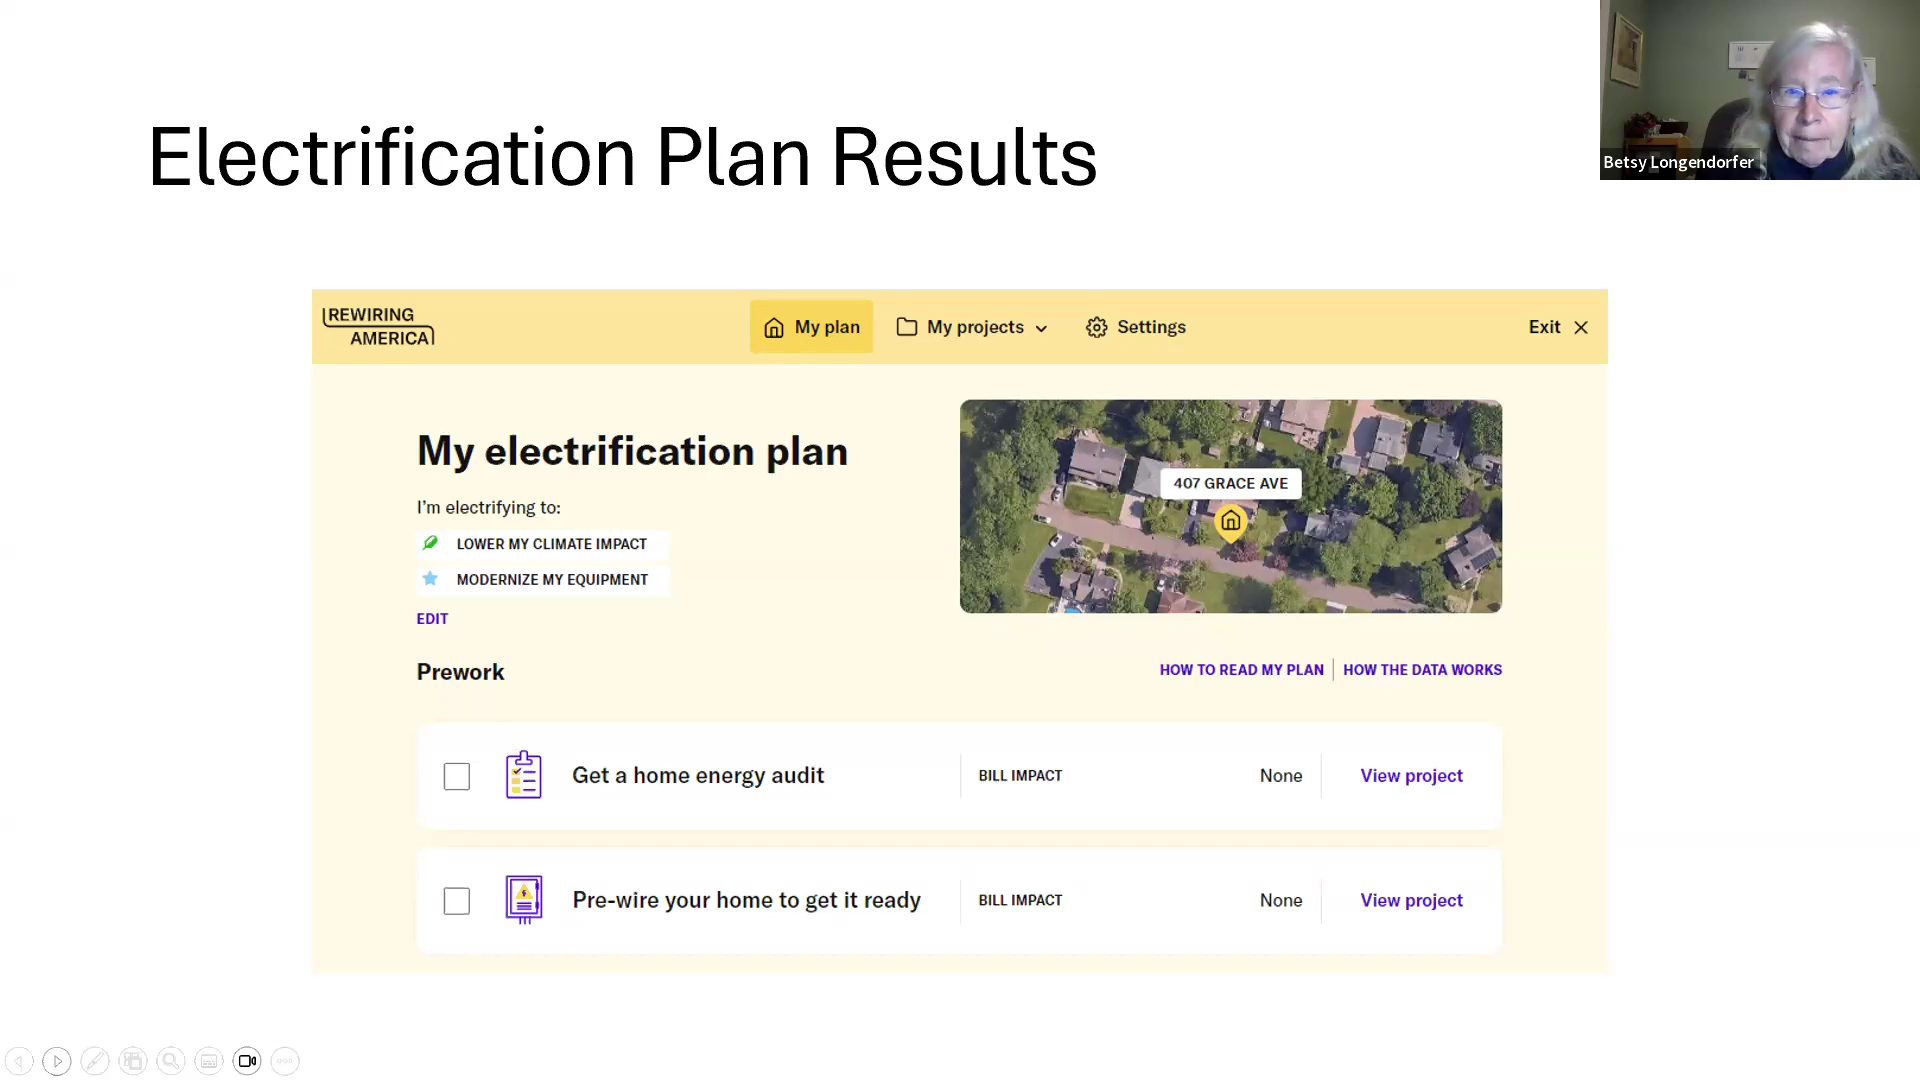 Betsy Longendorfer
Electrification Plan Results
REWIRING
AMERICA
My plan
My projects
Settings
Exit
My electrification plan
I'm electrifying to:
LOWER MY CLIMATE IMPACT
MODERNIZE MY EQUIPMENT
EDIT
407 GRACE AVE
Prework
HOW TO READ MY PLAN
HOW THE DATA WORKS
Get a home energy audit
BILL IMPACT
None
View project
Pre-wire your home to get it ready
BILL IMPACT
None
View project